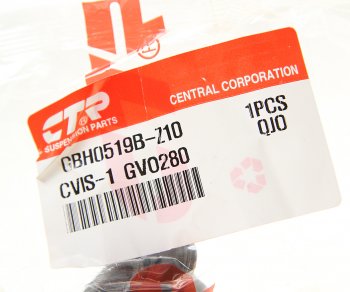 CTR
SUSPENSION PARTS
CENTRAL CORPORATION
CBH0519B-Z10
1PCS
CVIS-1 GV0280
QJO